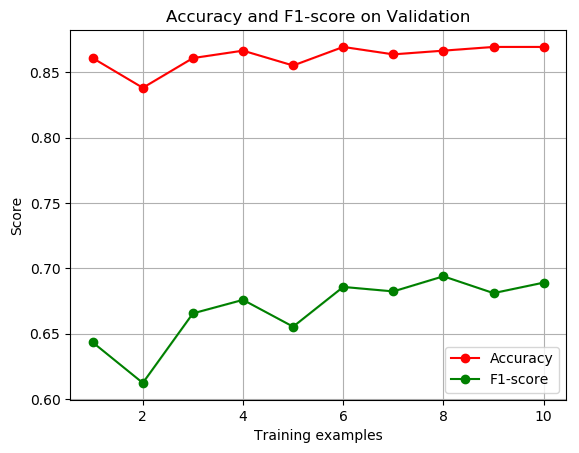 Accuracy and F1-score on Validation
0.85
0.80
0.75
0.70
0.65
0.60
Score
2 4 6 8 10
Training examples
Accuracy
F1-score